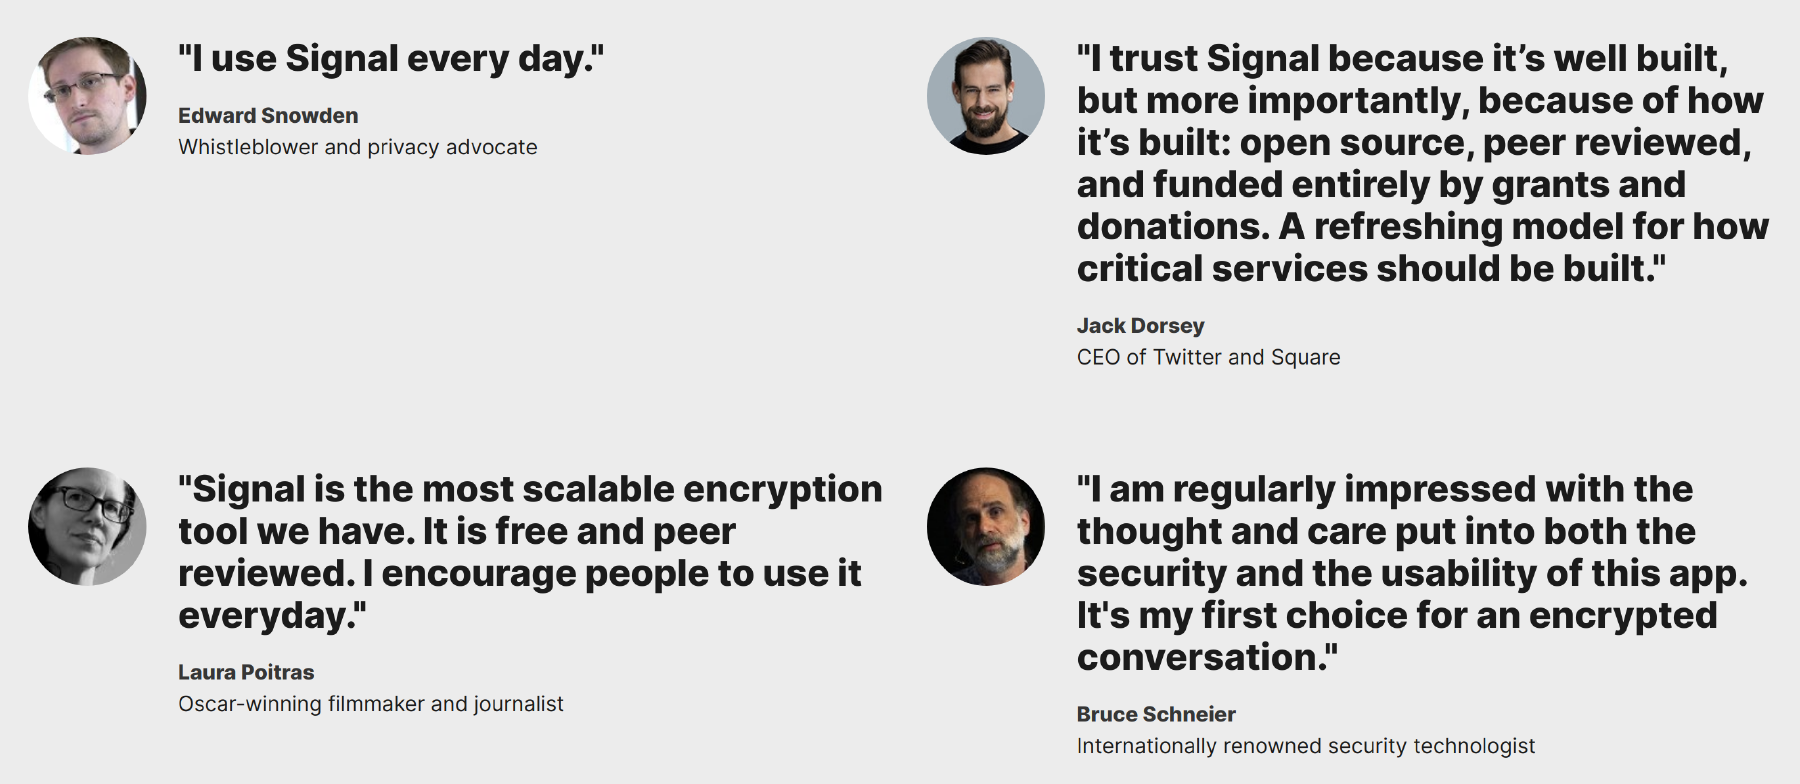 "I use Signal every day."
Edward Snowden
Whistleblower and privacy advocate
"I trust Signal because it’s well built,
but more importantly, because of how
it’s built: open source, peer reviewed,
and funded entirely by grants and
donations. A refreshing model for how
critical services should be built."
Jack Dorsey
CEO of Twitter and Square
"Signal is the most scalable encryption
tool we have. It is free and peer
reviewed. I encourage people to use it
everyday."
Laura Poitras
Oscar-winning filmmaker and journalist
"I am regularly impressed with the
thought and care put into both the
security and the usability of this app.
It's my first choice for an encrypted
conversation."
Bruce Schneier
Internationally renowned security technologist